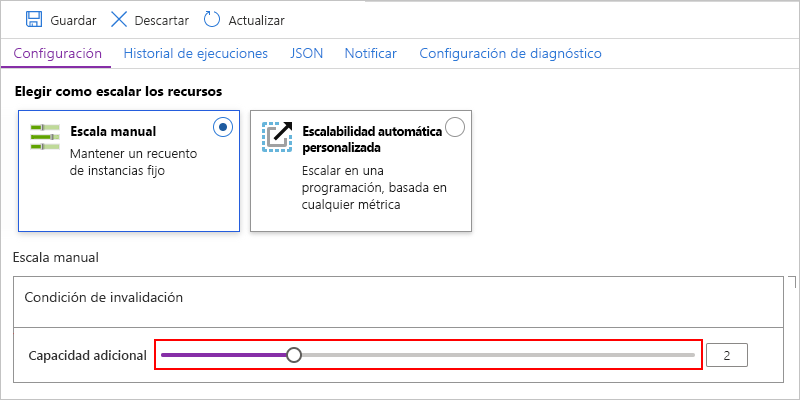 Guardar Descartar Actualizar
Configuración Historial de ejecuciones JSON Notificar Configuración de diagnóstico
Elegir como escalar los recursos
Escala manual
Mantener un recuento
de instancias fijo
Escalabilidad automática
personalizada
Escalar en una
programación, basada en
cualquier métrica
Escala manual
Condición de invalidación
Capacidad adicional 2